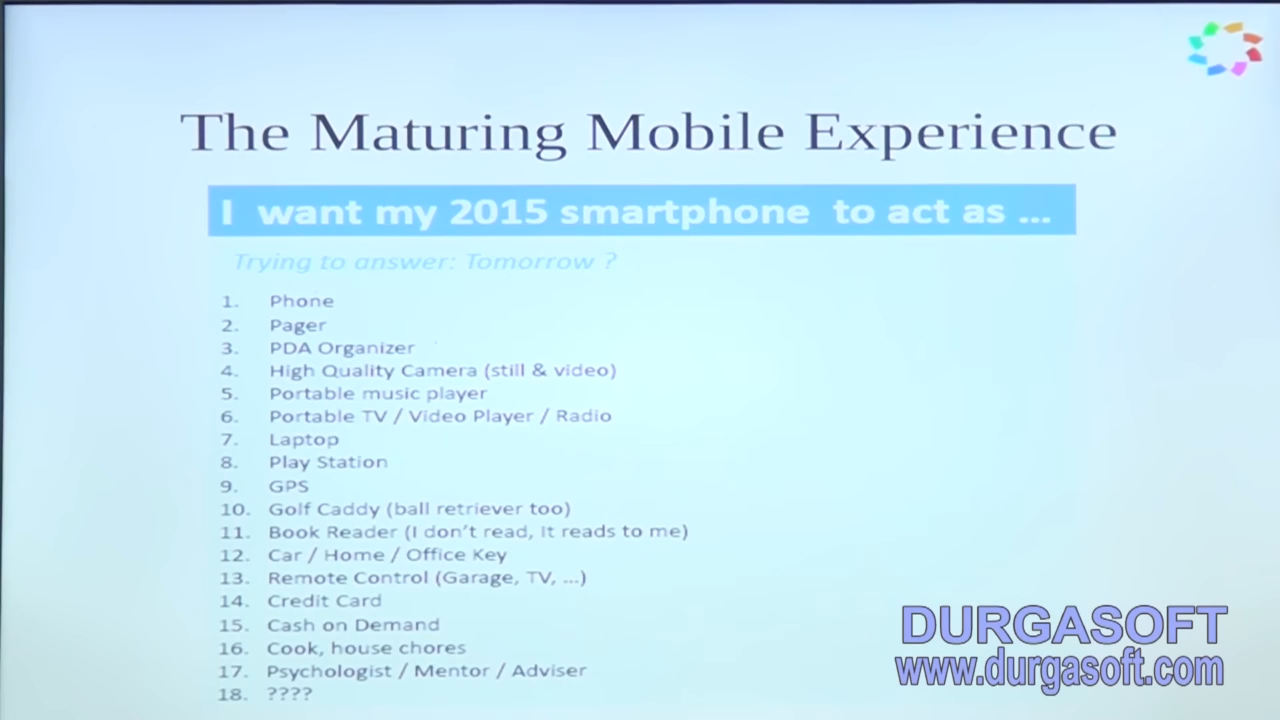 The Maturing Mobile Experience
I want my 2015 smartphone to act as ...
Trying to answer: Tomorrow ?
1. Phone
2. Pager
3. PDA Organizer
4. High Quality Camera (still & video)
5. Portable music player
6. Portable TV / Video Player / Radio
7. Laptop
8. Play Station
9. GPS
10. Golf Caddy (ball retriever too)
11. Book Reader (I don't read, It reads to me)
12. Car / Home / Office Key
13. Remote Control (Garage, TV, ...)
14. Credit Card
15. Cash on Demand
16. Cook, house chores
17. Psychologist / Mentor / Adviser
18. ????
DURGASOFT
www.durgasoft.com